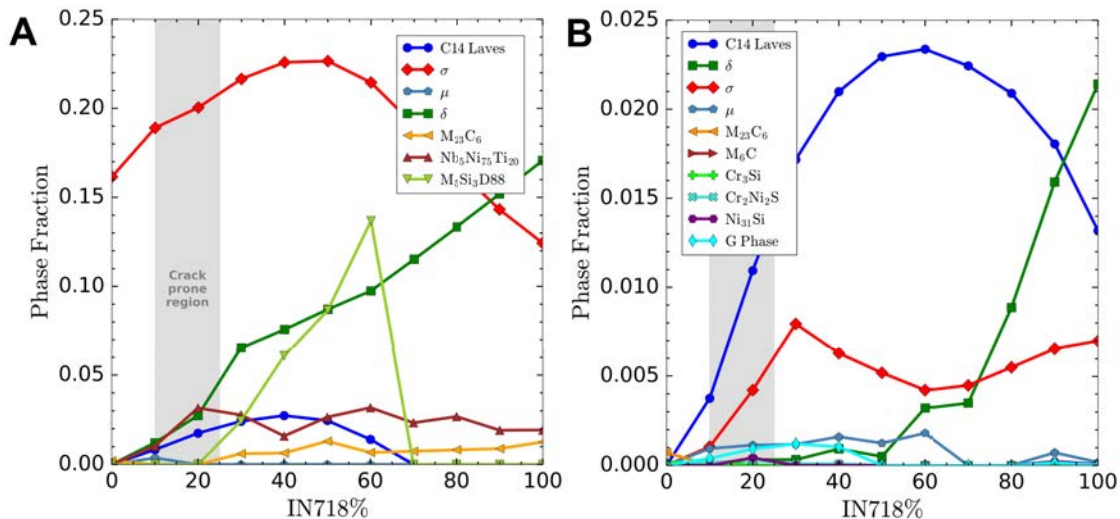 A
0.25
0.20
0.15
0.10
0.05
0.00
Phase Fraction
0
20
40
60
80
100
IN718%
Crack
prone
region
C14 Laves
σ
μ
δ
M₂₃C₆
Nb₅Ni₇₅Ti₂₀
M₅Si₃D88
B
0.025
0.020
0.015
0.010
0.005
0.000
Phase Fraction
0
20
40
60
80
100
IN718%
C14 Laves
δ
σ
μ
M₂₃C₆
M₆C
Cr₃Si
Cr₂Ni₂S
Ni₃₁Si
G Phase